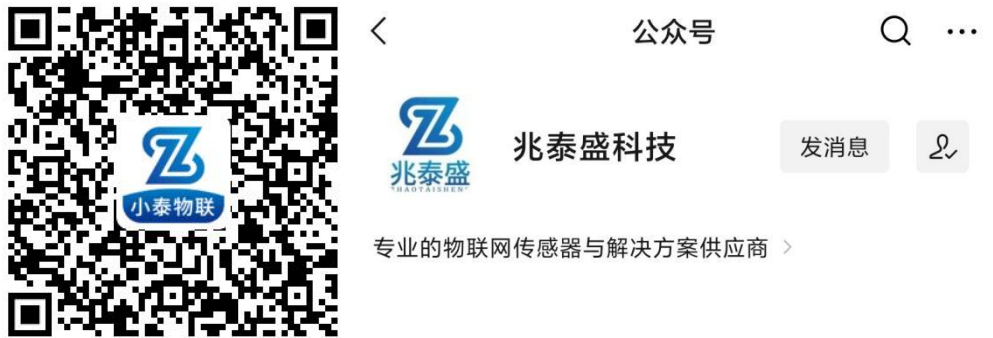 小泰物联
公众号
兆泰盛
"HAOTAISHEN"
兆泰盛科技
发消息
专业的物联网传感器与解决方案供应商